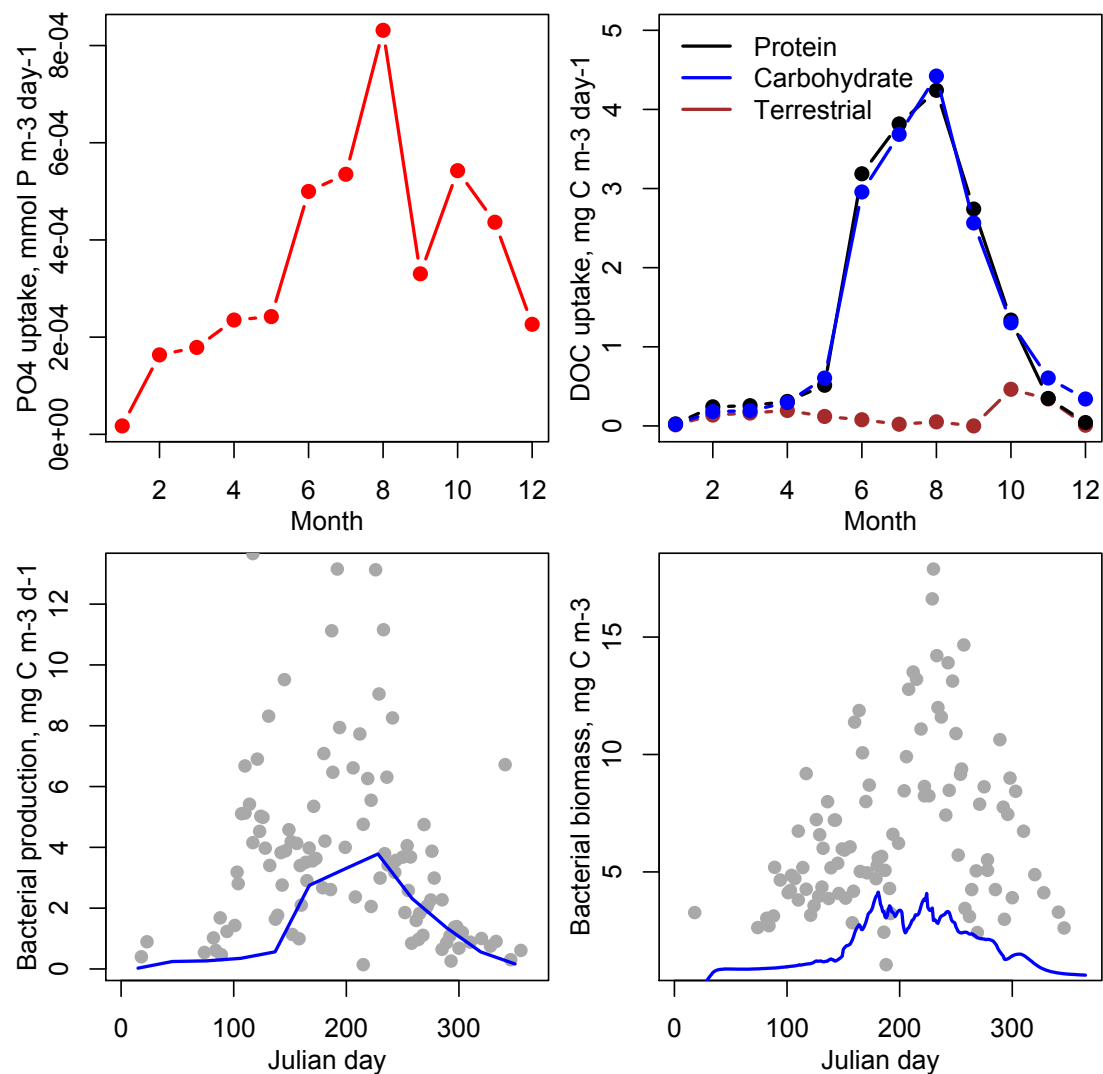 PO4 uptake, mmol P m-3 day-1
0e+00 2e-04 4e-04 6e-04 8e-04
2 4 6 8 10 12
Month
DOC uptake, mg C m-3 day-1
0 1 2 3 4 5
Protein
Carbohydrate
Terrestrial
2 4 6 8 10 12
Month
Bacterial production, mg C m-3 d-1
0 2 4 6 8 10 12
0 100 200 300
Julian day
Bacterial biomass, mg C m-3
5 10 15
0 100 200 300
Julian day